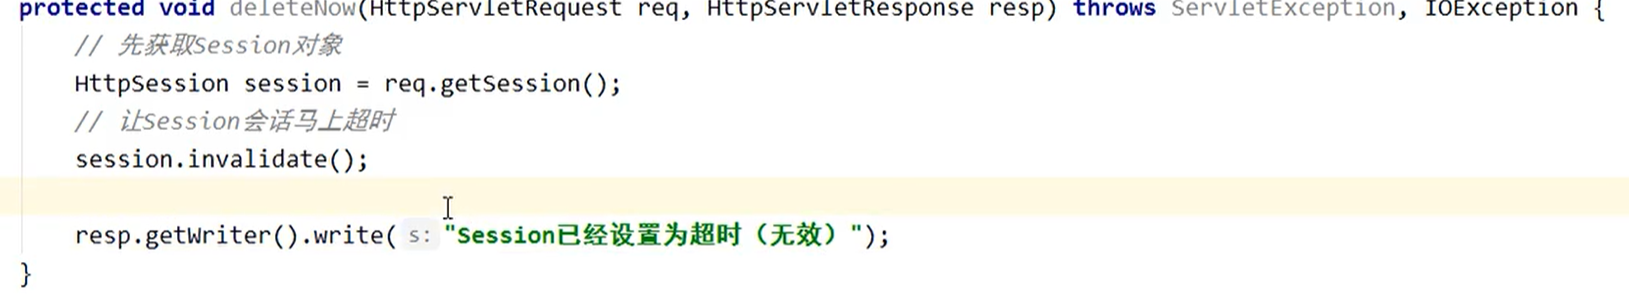 protected void deleteNow(HttpServletRequest req, HttpServletResponse resp) throws ServletException, IOException {
// 先获取Session对象
HttpSession session = req.getSession();
// 让Session会话马上超时
session.invalidate();
resp.getWriter().write( s: "Session已经设置为超时（无效）");
}